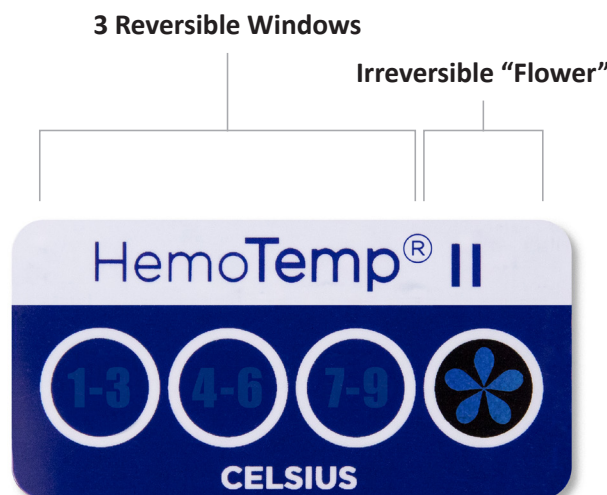 3 Reversible Windows
Irreversible “Flower”
HemoTemp® II
1-3 4-6 7-9
CELSIUS